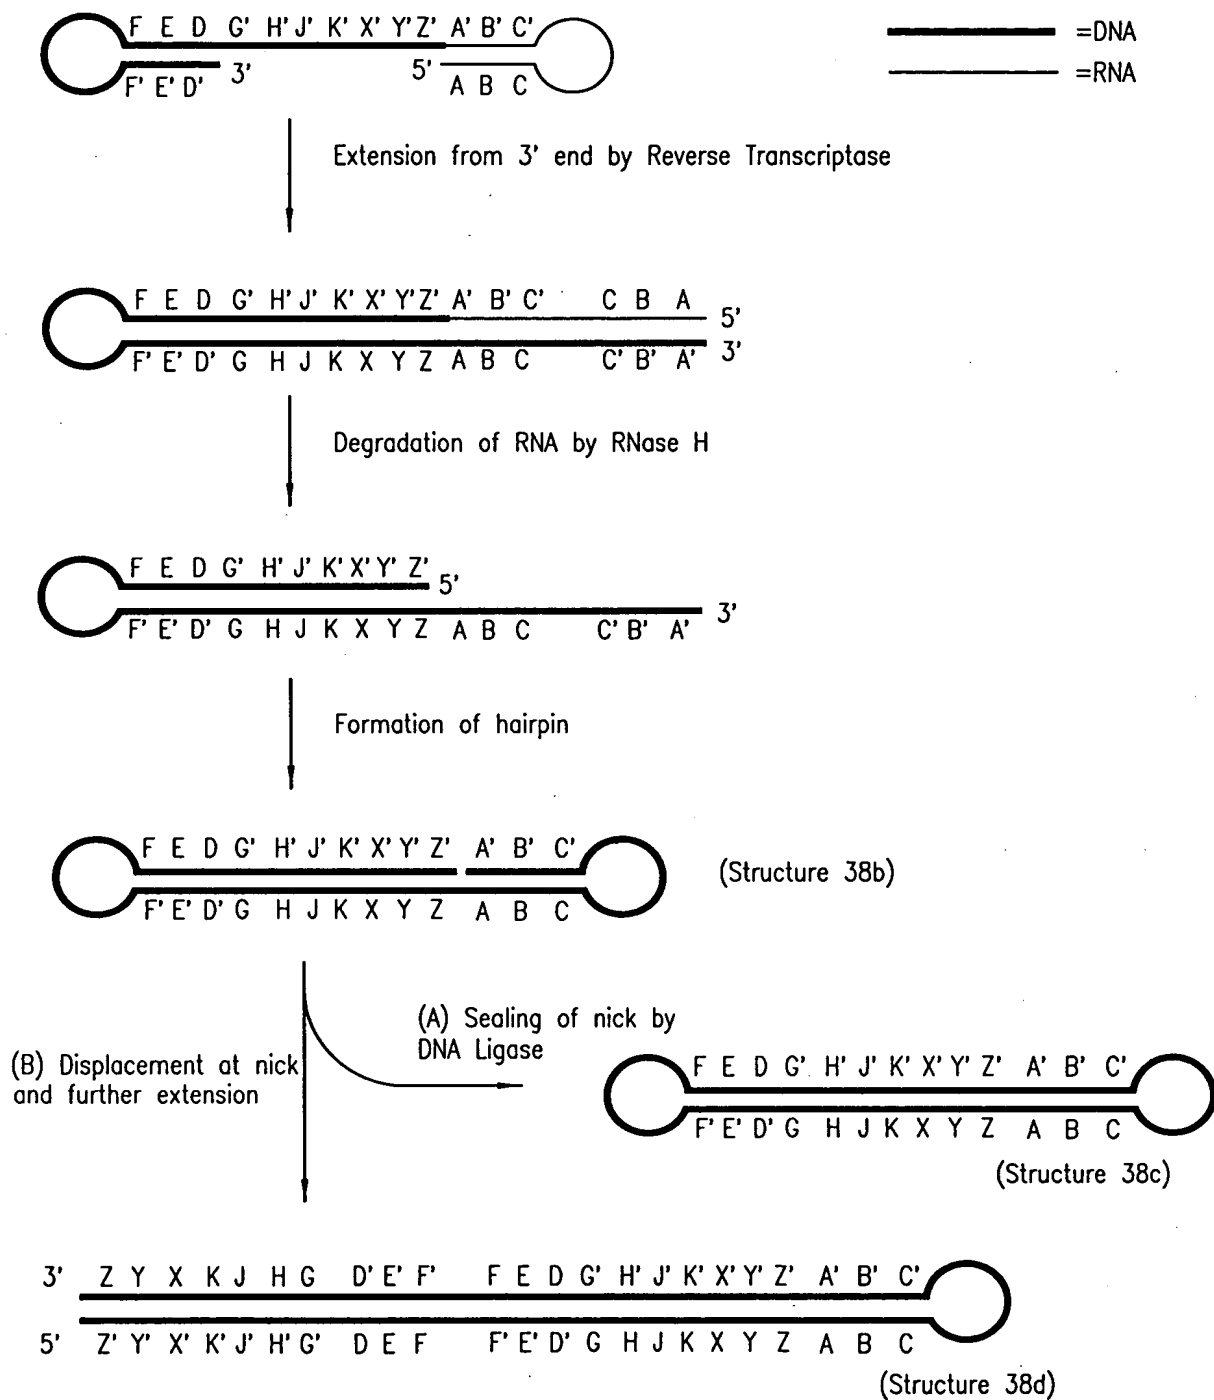 F E D G' H' J' K' X' Y' Z' A' B' C'
=DNA
3'
5'
F' E' D'
A B C
=RNA
Extension from 3' end by Reverse Transcriptase
F E D G' H' J' K' X' Y' Z' A' B' C' C B A
5'
3'
F' E' D' G H J K X Y Z A B C C' B' A'
Degradation of RNA by RNase H
F E D G' H' J' K' X' Y' Z'
5'
3'
F' E' D' G H J K X Y Z A B C C' B' A'
Formation of hairpin
F E D G' H' J' K' X' Y' Z' A' B' C'
(Structure 38b)
F' E' D' G H J K X Y Z A B C
(A) Sealing of nick by
DNA Ligase
(B) Displacement at nick
and further extension
F E D G' H' J' K' X' Y' Z' A' B' C'
F' E' D' G H J K X Y Z A B C
(Structure 38c)
3' Z Y X K J H G D' E' F' F E D G' H' J' K' X' Y' Z' A' B' C'
5' Z' Y' X' K' J' H' G' D E F F' E' D' G H J K X Y Z A B C
(Structure 38d)